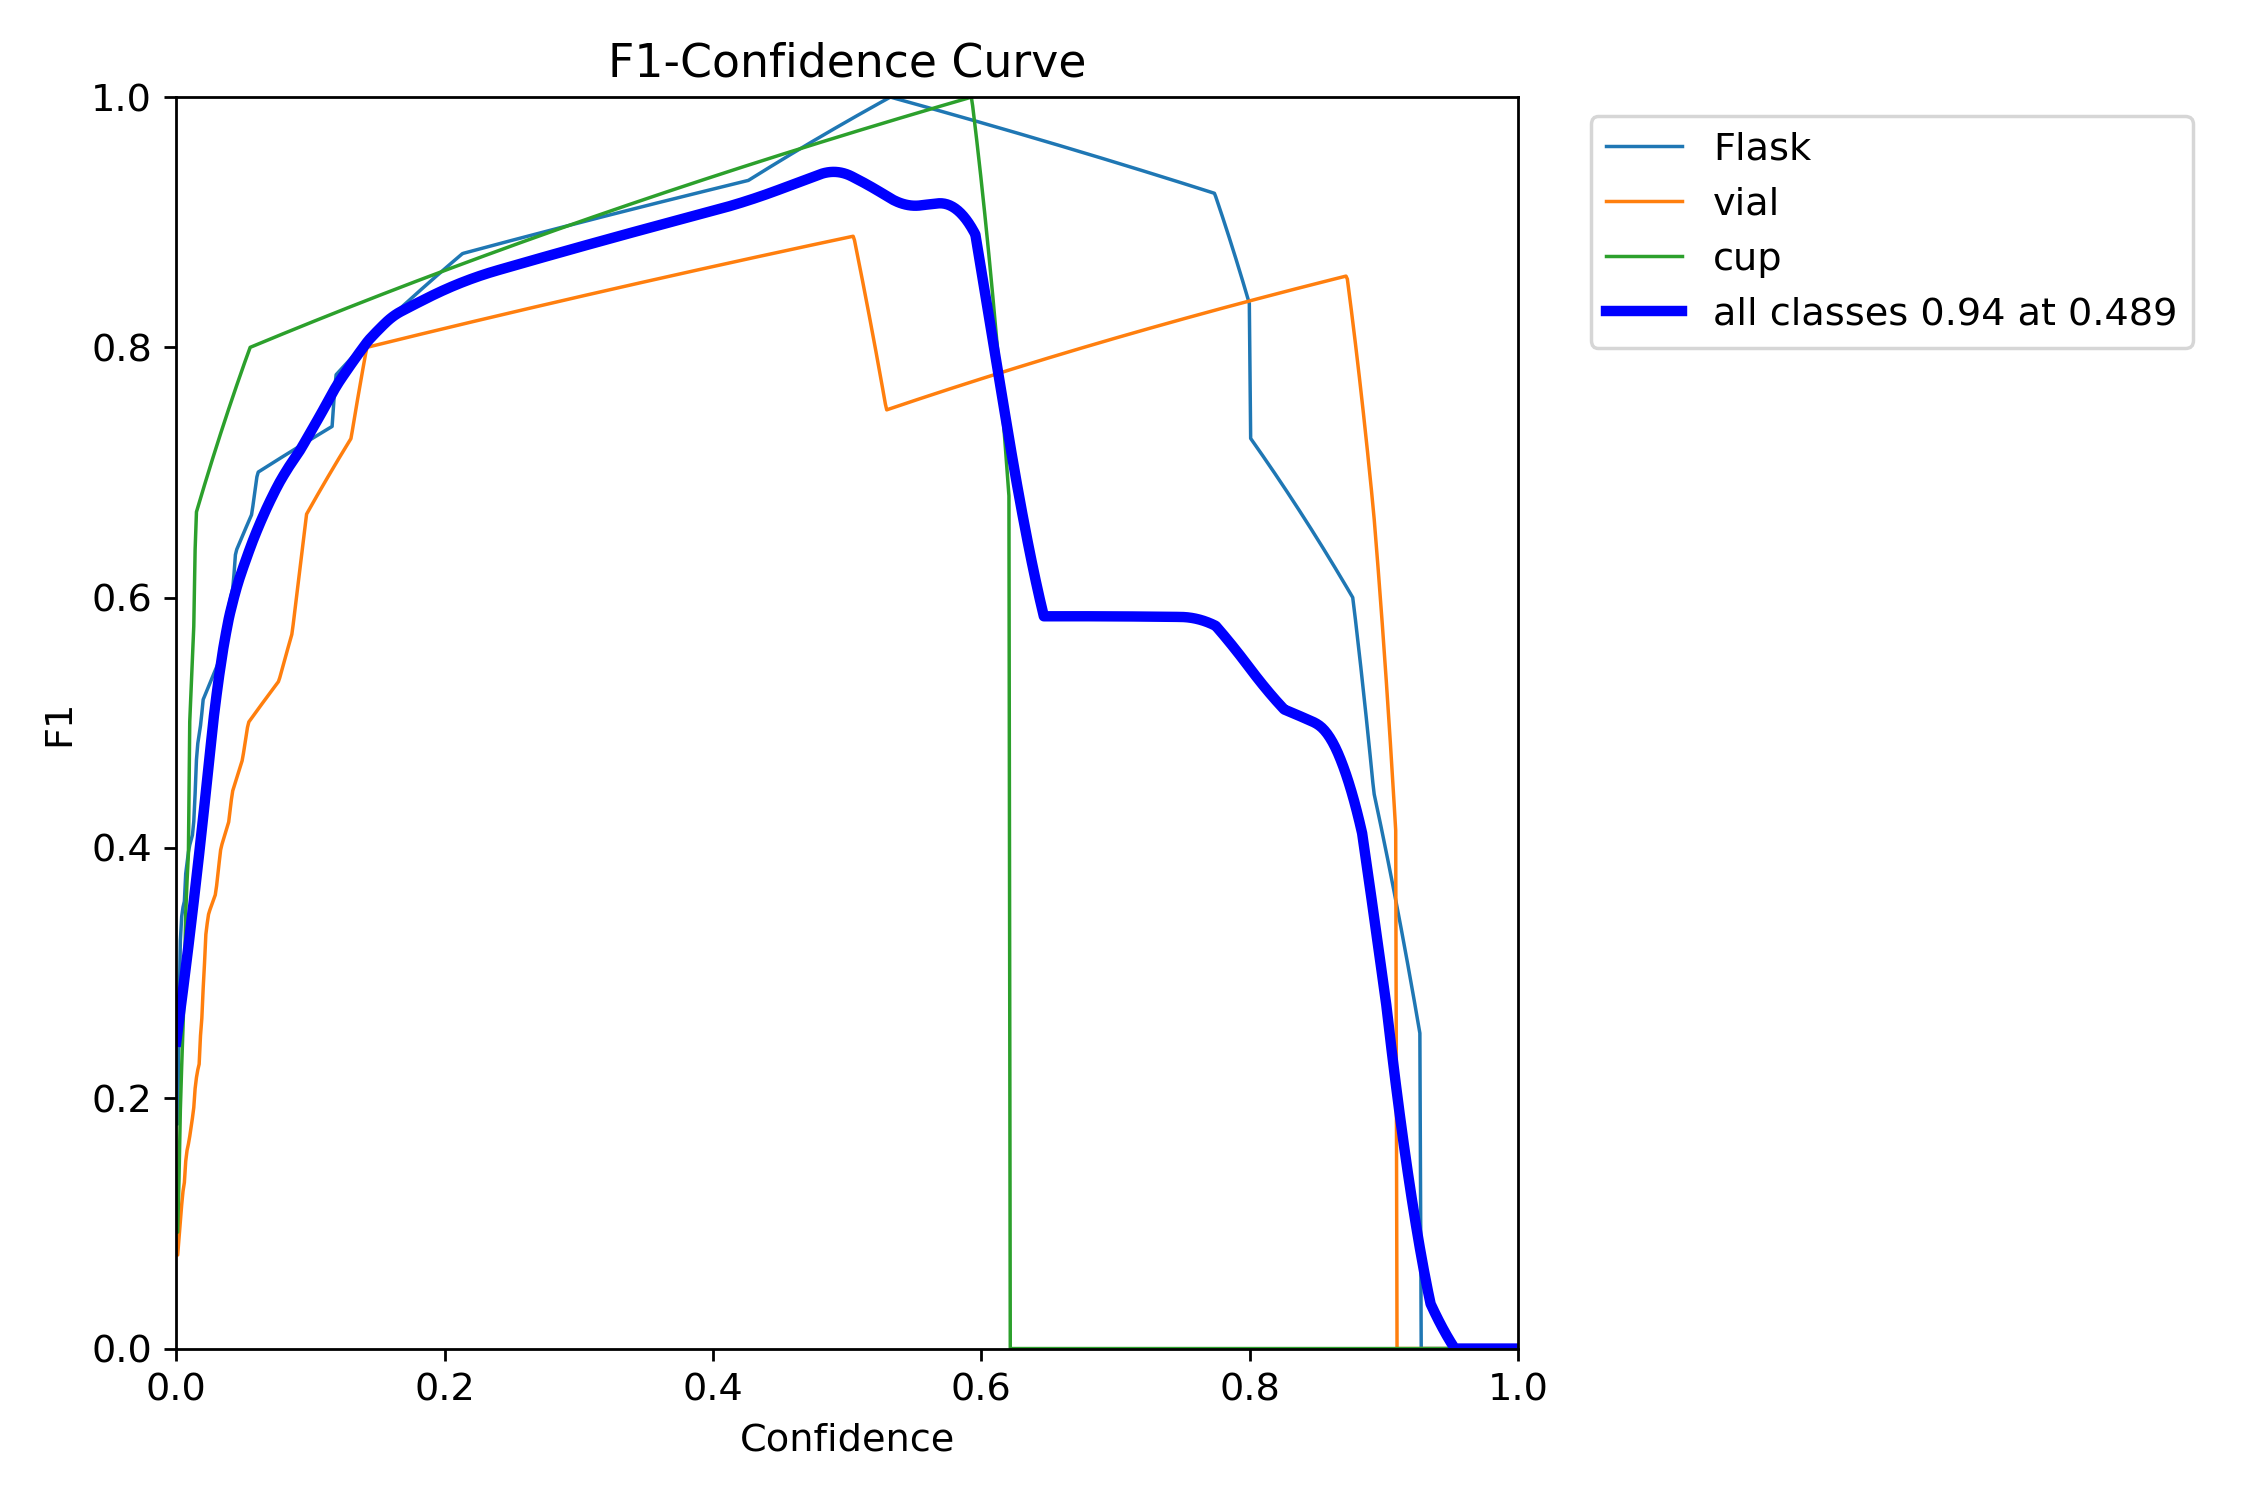 F1-Confidence Curve
1.0
0.8
0.6
0.4
0.2
0.0
F1
0.0 0.2 0.4 0.6 0.8 1.0
Confidence
Flask
vial
cup
all classes 0.94 at 0.489